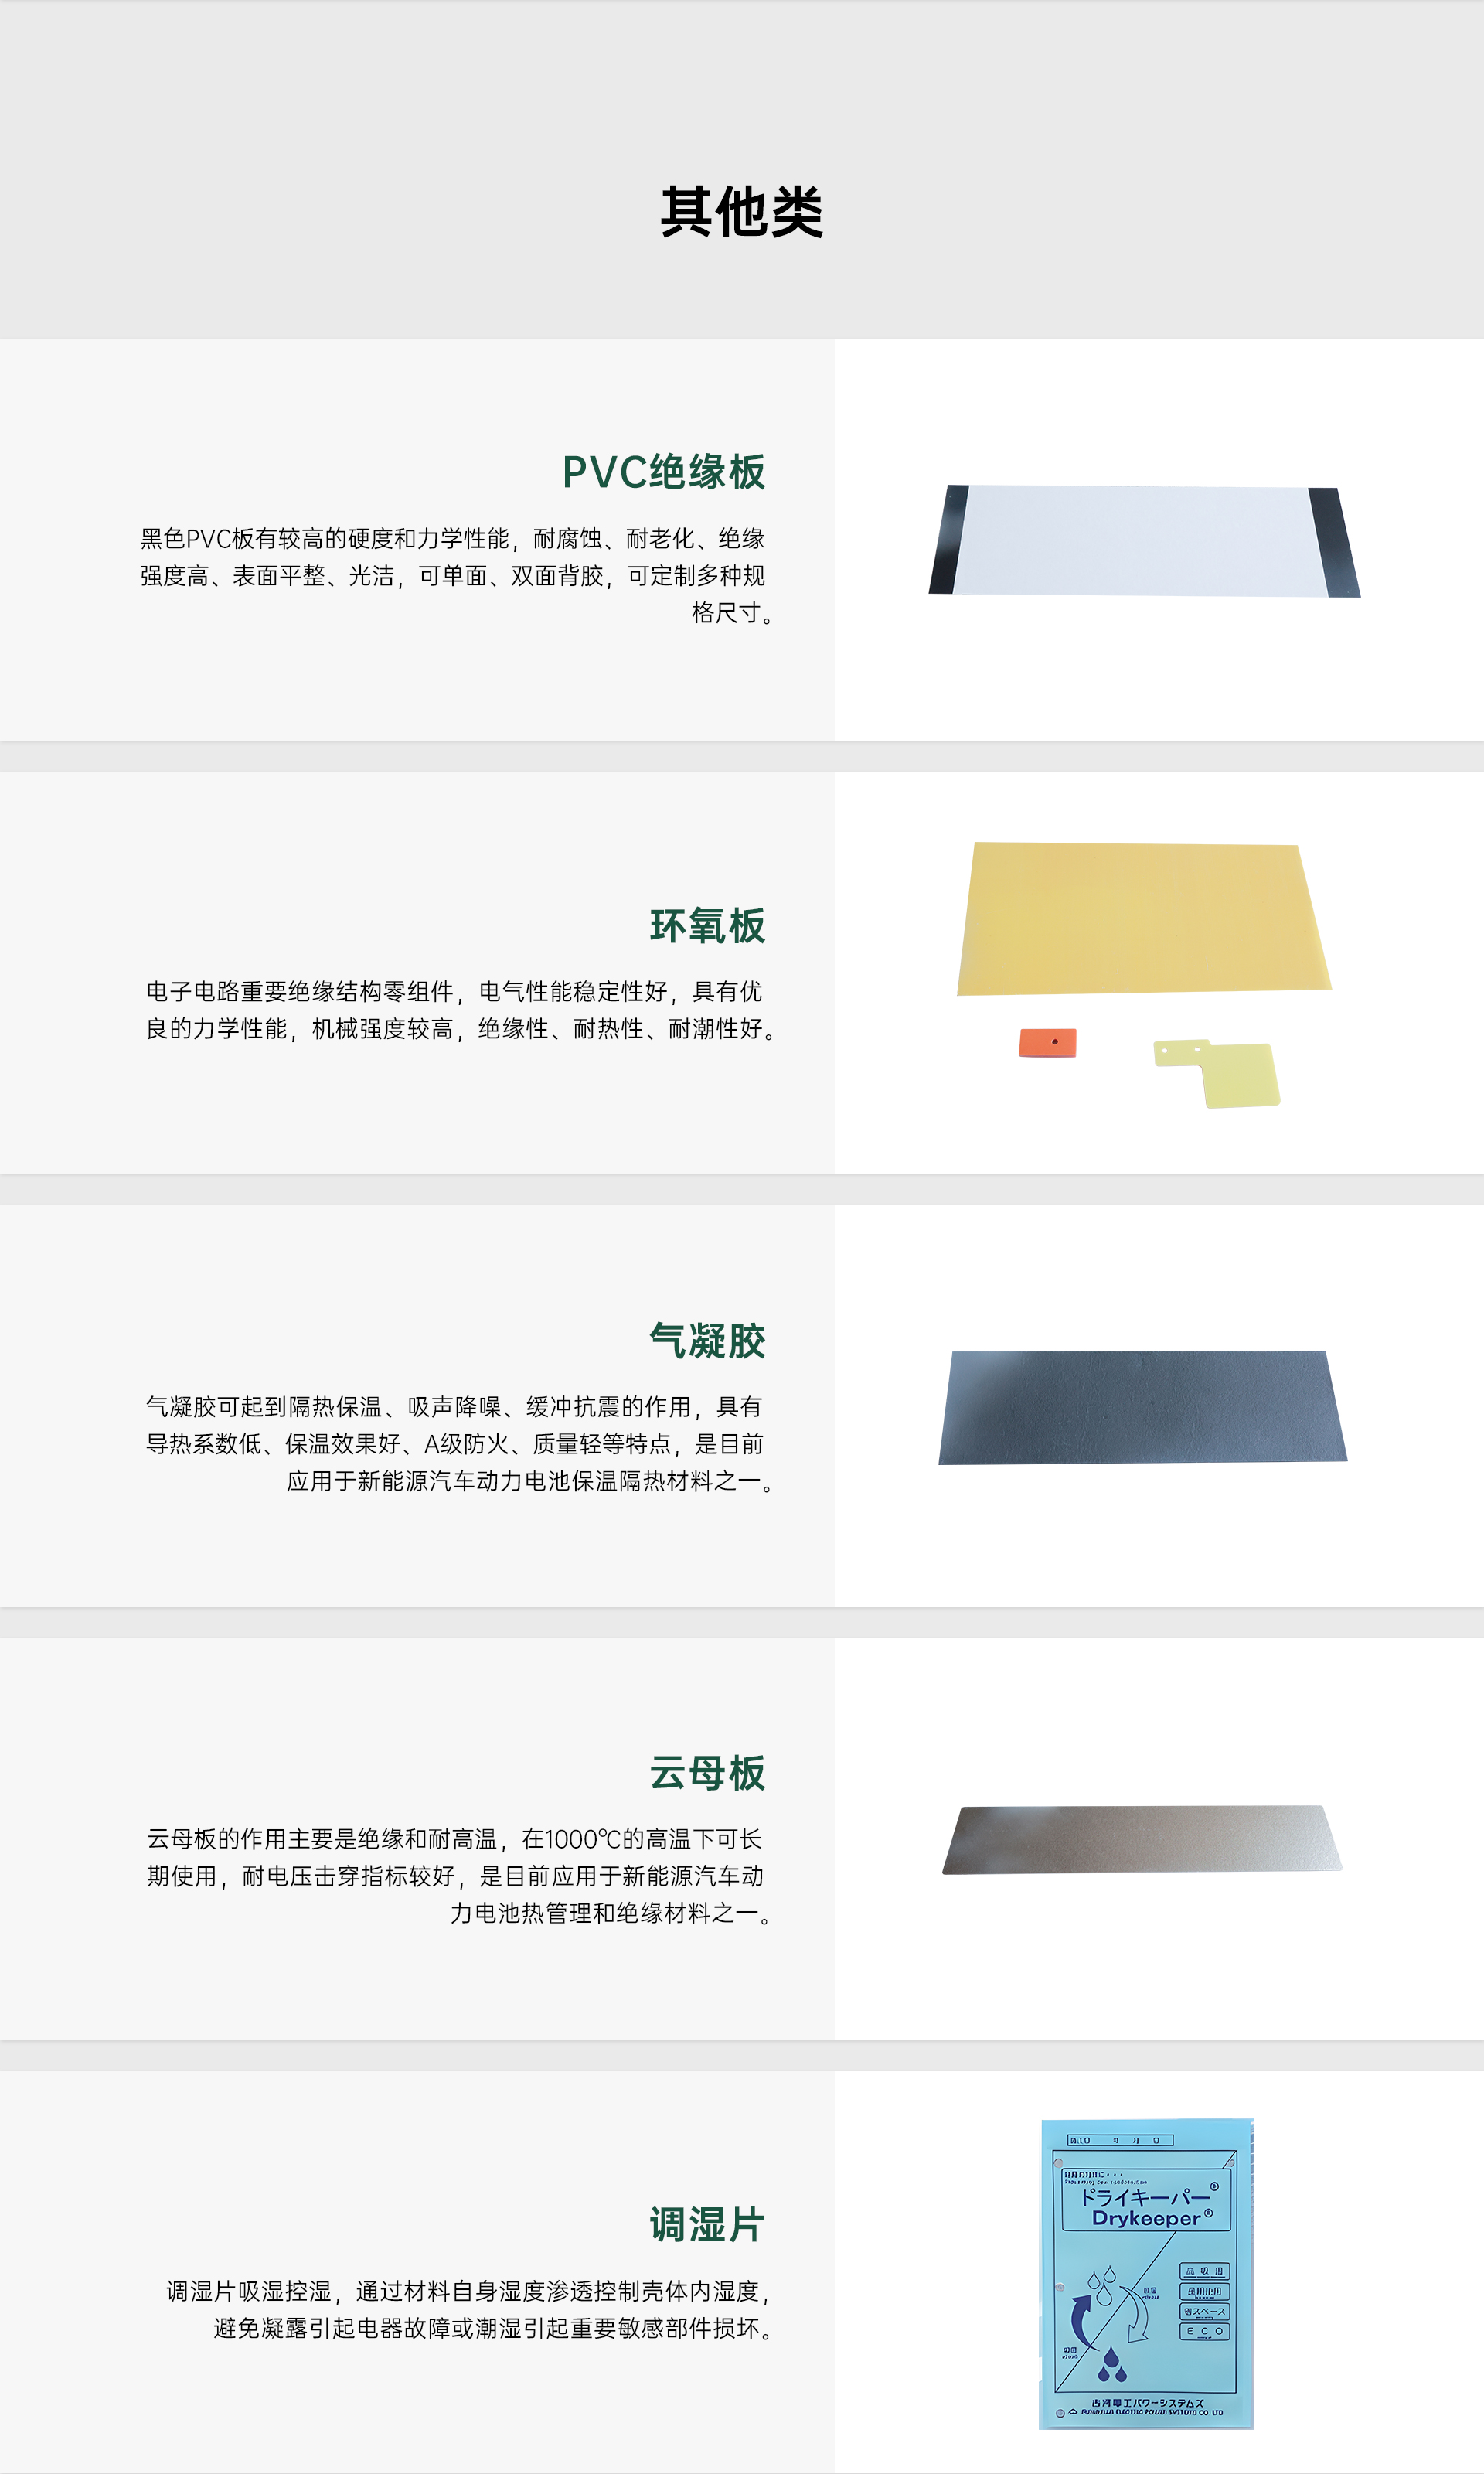 其他类
PVC绝缘板
黑色PVC板有较高的硬度和力学性能，耐腐蚀、耐老化、绝缘
强度高、表面平整、光洁，可单面、双面背胶，可定制多种规
格尺寸。
环氧板
电子电路重要绝缘结构零组件，电气性能稳定性好，具有优
良的力学性能，机械强度较高，绝缘性、耐热性、耐潮性好。
气凝胶
气凝胶可起到隔热保温、吸声降噪、缓冲抗震的作用，具有
导热系数低、保温效果好、A级防火、质量轻等特点，是目前
应用于新能源汽车动力电池保温隔热材料之一。
云母板
云母板的作用主要是绝缘和耐高温，在1000℃的高温下可长
期使用，耐电压击穿指标较好，是目前应用于新能源汽车动
力电池热管理和绝缘材料之一。
调湿片
调湿片吸湿控湿，通过材料自身湿度渗透控制壳体内湿度，
避免凝露引起电器故障或潮湿引起重要敏感部件损坏。
年 月 日
ドライキーパー®
Drykeeper®
省スペース
ECO
古河電工パワーシステムズ
ELECTRIC POWER SYSTEMS CO. LTD